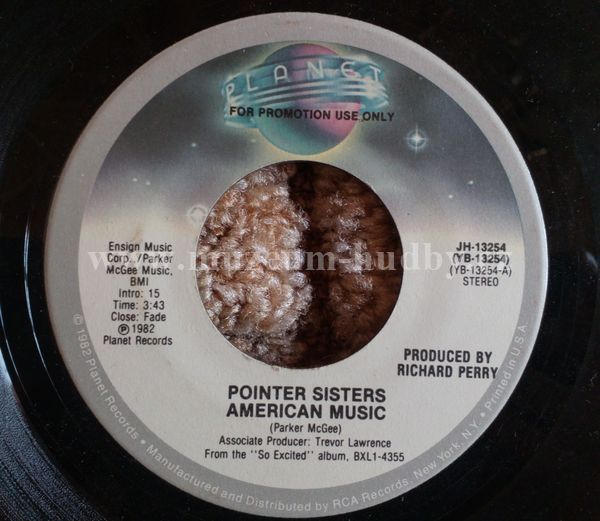 PLANET
FOR PROMOTION USE ONLY
Ensign Music
Corp./Parker
McGee Music,
BMI
Intro: 15
Time: 3:43
Close: Fade
℗ 1982
Planet Records
JH-13254
(YB-13254)
(YB-13254-A)
STEREO
www.muzeum-hudby.
PRODUCED BY
RICHARD PERRY
POINTER SISTERS
AMERICAN MUSIC
(Parker McGee)
Associate Producer: Trevor Lawrence
From the "So Excited" album, BXL1-4355
© 1982 Planet Records. • Manufactured and Distributed by RCA Records, New York, N.Y. • Printed in U.S.A.